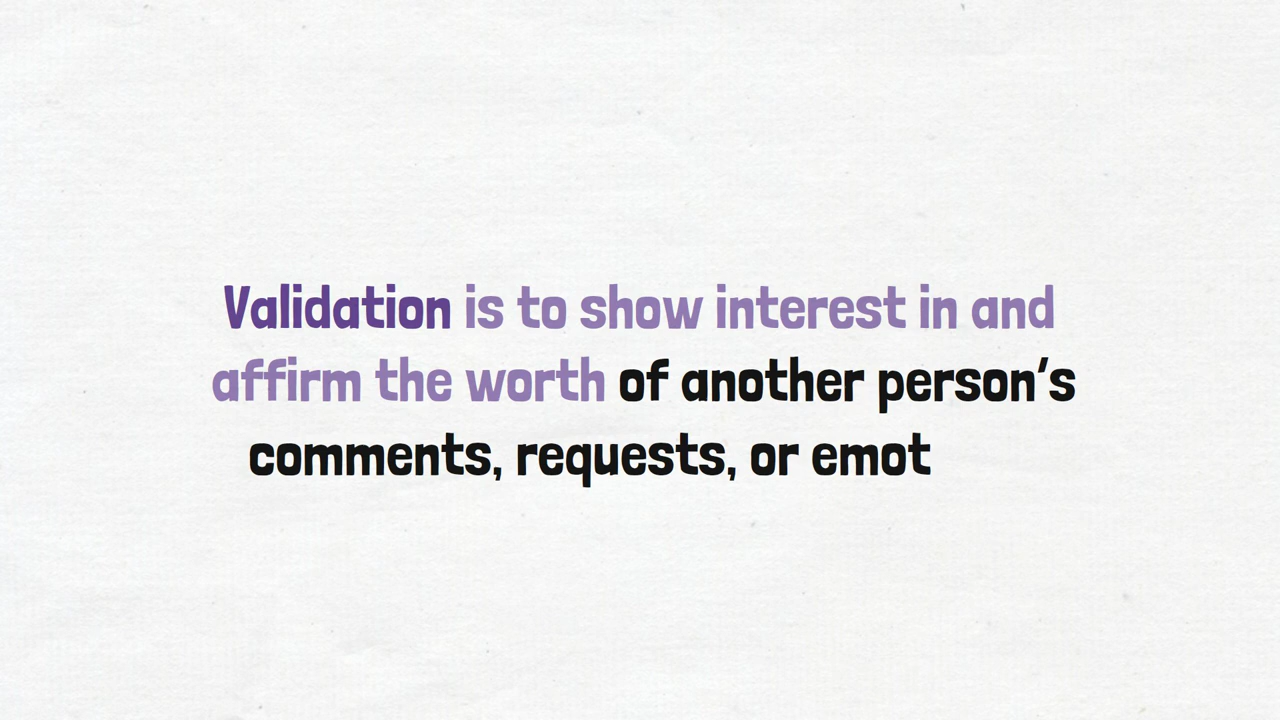 Validation is to show interest in and
affirm the worth of another person's
comments, requests, or emot